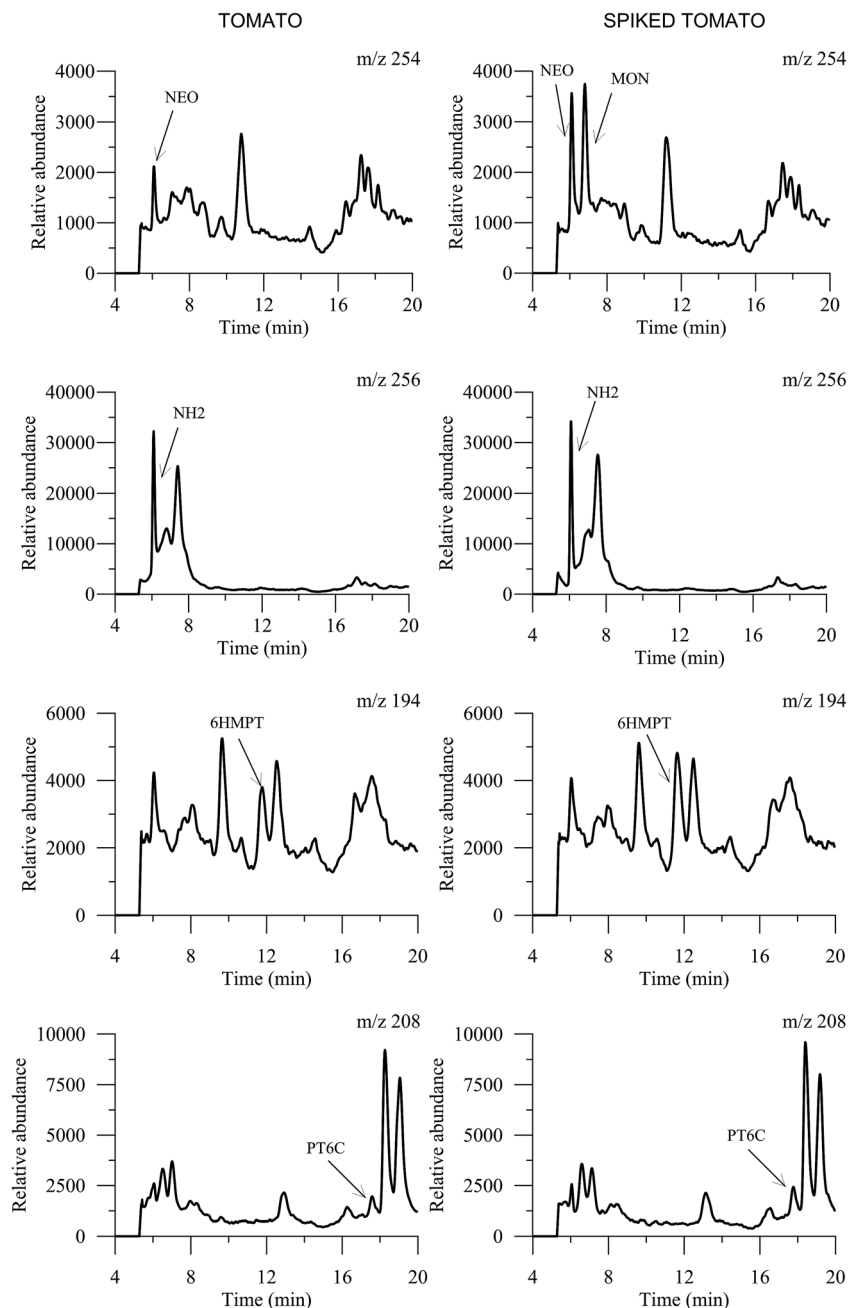 TOMATO
SPIKED TOMATO
m/z 254
4000
3000
2000
1000
0
Relative abundance
NEO
4 8 12 16 20
Time (min)
m/z 254
4000
3000
2000
1000
0
Relative abundance
NEO
MON
4 8 12 16 20
Time (min)
m/z 256
40000
30000
20000
10000
0
Relative abundance
NH2
4 8 12 16 20
Time (min)
m/z 256
40000
30000
20000
10000
0
Relative abundance
NH2
4 8 12 16 20
Time (min)
m/z 194
6000
4000
2000
0
Relative abundance
6HMPT
4 8 12 16 20
Time (min)
m/z 194
6000
4000
2000
0
Relative abundance
6HMPT
4 8 12 16 20
Time (min)
m/z 208
10000
7500
5000
2500
0
Relative abundance
PT6C
4 8 12 16 20
Time (min)
m/z 208
10000
7500
5000
2500
0
Relative abundance
PT6C
4 8 12 16 20
Time (min)